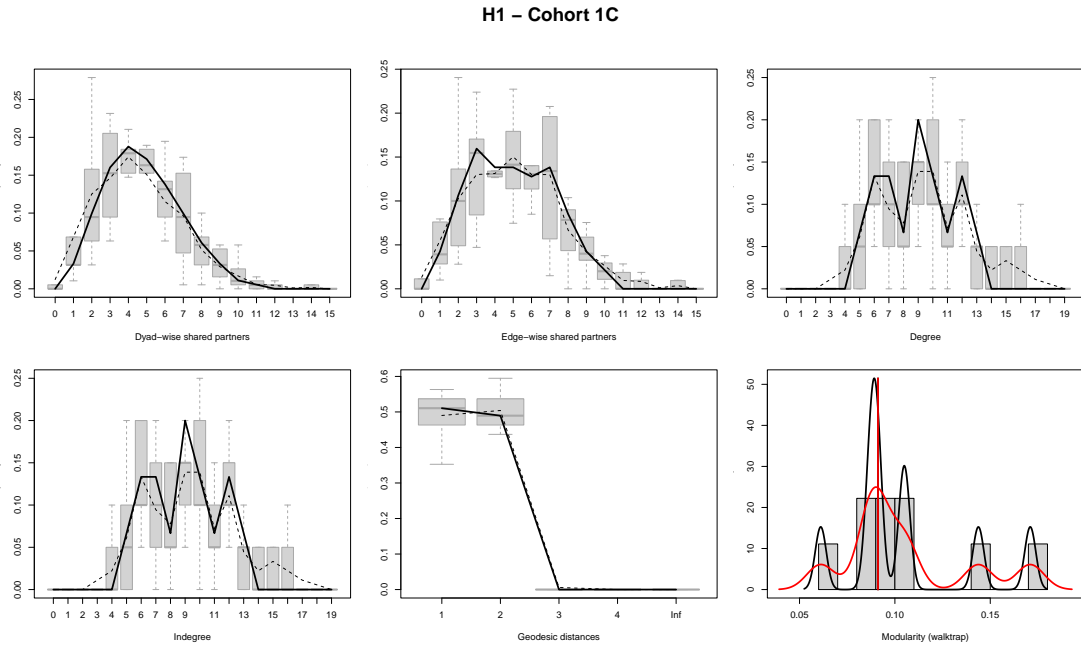 H1 – Cohort 1C
0.00 0.05 0.10 0.15 0.20 0.25
0 1 2 3 4 5 6 7 8 9 10 11 12 13 14 15
Dyad−wise shared partners
0.00 0.05 0.10 0.15 0.20 0.25
0 1 2 3 4 5 6 7 8 9 10 11 12 13 14 15
Edge−wise shared partners
0.00 0.05 0.10 0.15 0.20 0.25
0 1 2 3 4 5 6 7 8 9 11 13 15 17 19
Degree
0.00 0.05 0.10 0.15 0.20 0.25
0 1 2 3 4 5 6 7 8 9 11 13 15 17 19
Indegree
0.0 0.1 0.2 0.3 0.4 0.5 0.6
1 2 3 4 Inf
Geodesic distances
0 10 20 30 40 50
0.05 0.10 0.15
Modularity (walktrap)